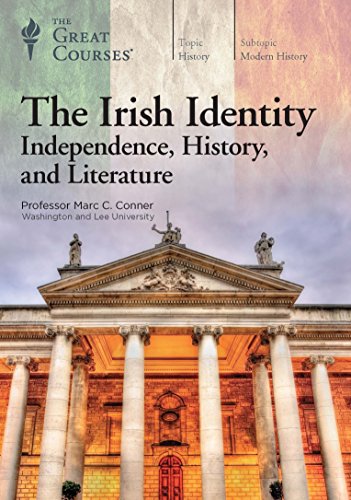 THE
GREAT
COURSES®
Topic
History
Subtopic
Modern History
The Irish Identity
Independence, History,
and Literature
Professor Marc C. Conner
Washington and Lee University